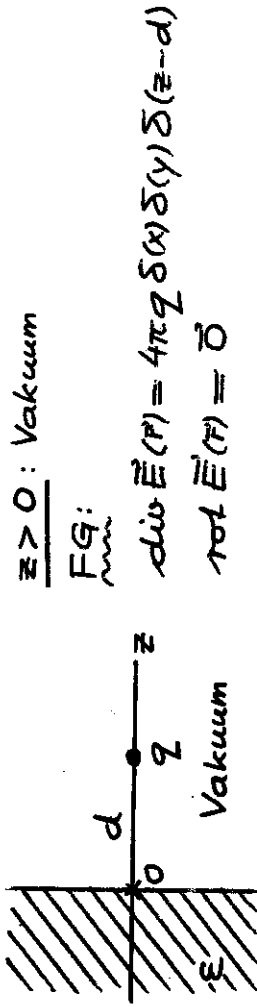 z > 0 : Vakuum
FG:
div E⃗(r⃗) = 4πq δ(x) δ(y) δ(z-d)
rot E⃗(r⃗) = 0⃗
d
z
0
q
ε
Vakuum